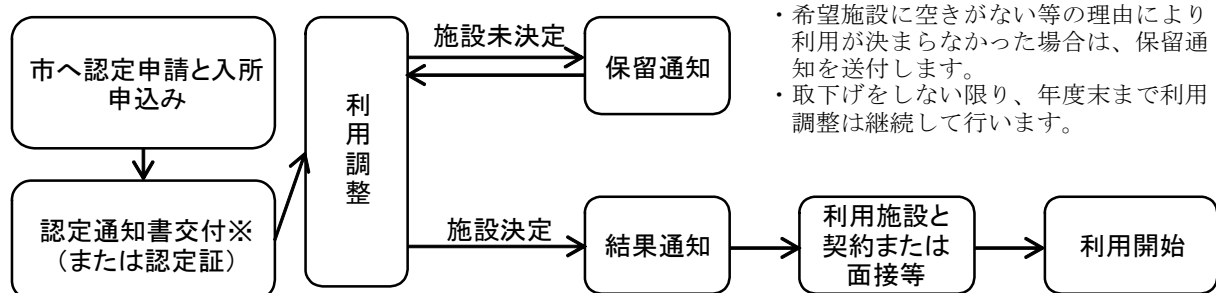 市へ認定申請と入所
申込み
認定通知書交付※
（または認定証）
利用調整
施設未決定
保留通知
・希望施設に空きがない等の理由により
利用が決まらなかった場合は、保留通
知を送付します。
・取下げをしない限り、年度末まで利用
調整は継続して行います。
施設決定
結果通知
利用施設と
契約または
面接等
利用開始